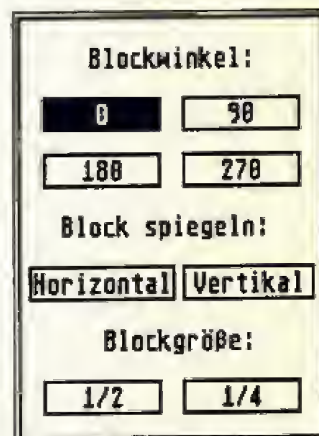 Blockwinkel:
0 90
180 270
Block spiegeln:
Horizontal Vertikal
Blockgröße:
1/2 1/4